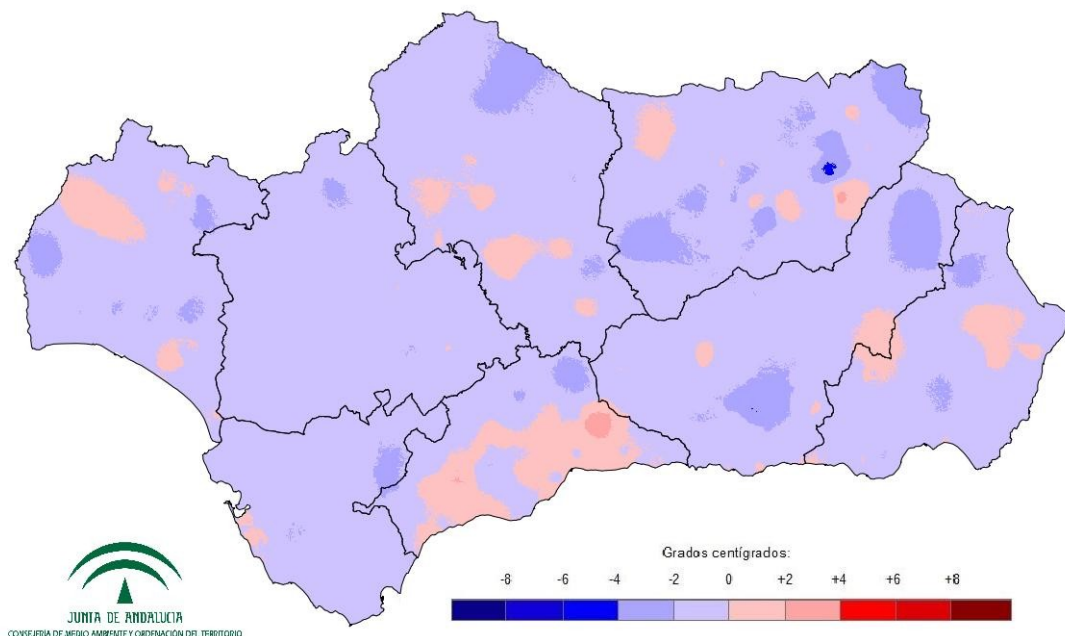 Grados centígrados:
-8 -6 -4 -2 0 +2 +4 +6 +8
JUNTA DE ANDALUCIA
CONSEJERIA DE MEDIO AMBIENTE Y ORDENACIÓN DEL TERRITORIO